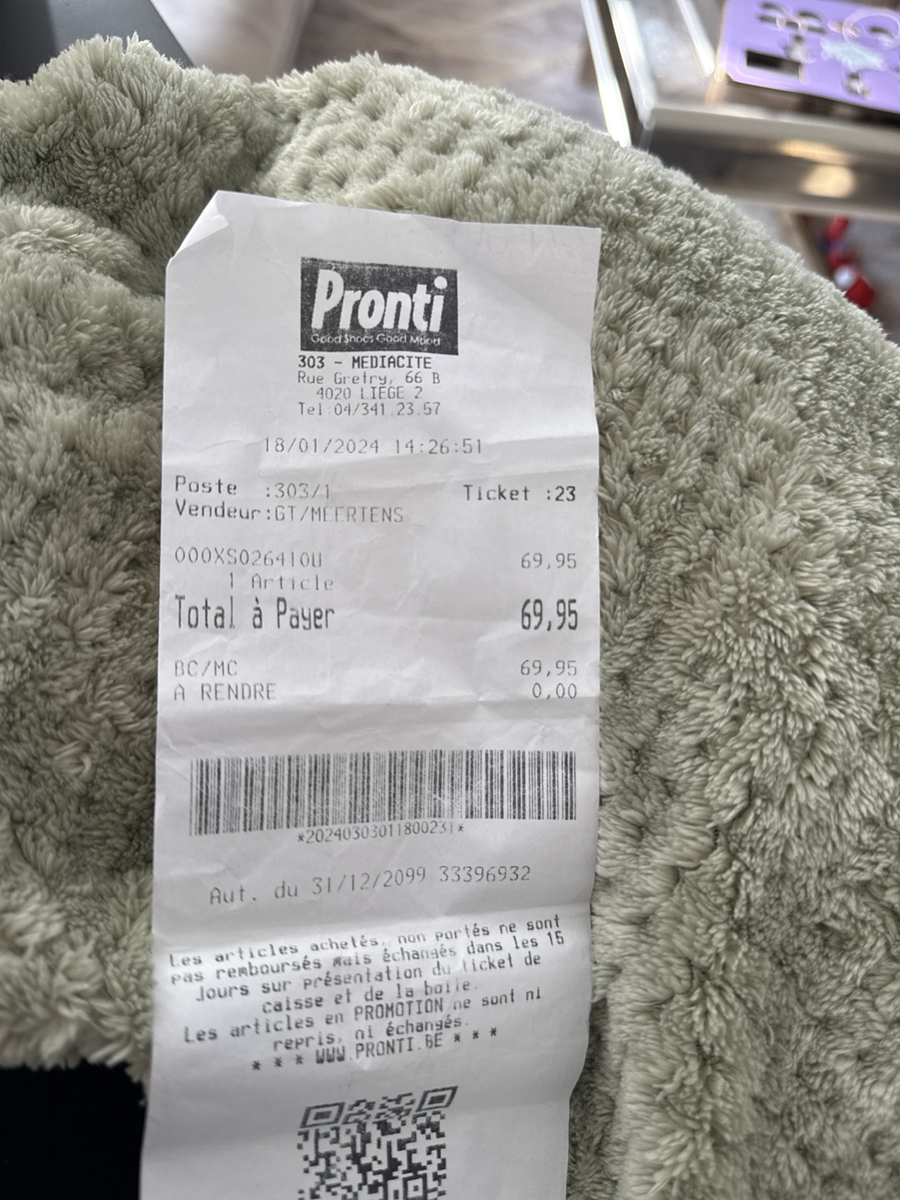 Pronti
Good Shoes Good Mood
303 - MEDIACITE
Rue Gretry, 66 B
4020 LIEGE 2
Tel:04/341.23.57
18/01/2024 14:26:51
Poste :303/1 Ticket :23
Vendeur:GT/MEERTENS
000XS026410U 69,95
1 Article
Total à Payer 69,95
BC/MC 69,95
A RENDRE 0,00
*20240303011800231*
Aut. du 31/12/2099 33396932
Les articles achetés, non portés ne sont
pas remboursés mais échangés dans les 15
Jours sur présentation du ticket de
caisse et de la boite.
Les articles en PROMOTION ne sont ni
repris, ni échangés.
* * * WWW.PRONTI.BE * * *